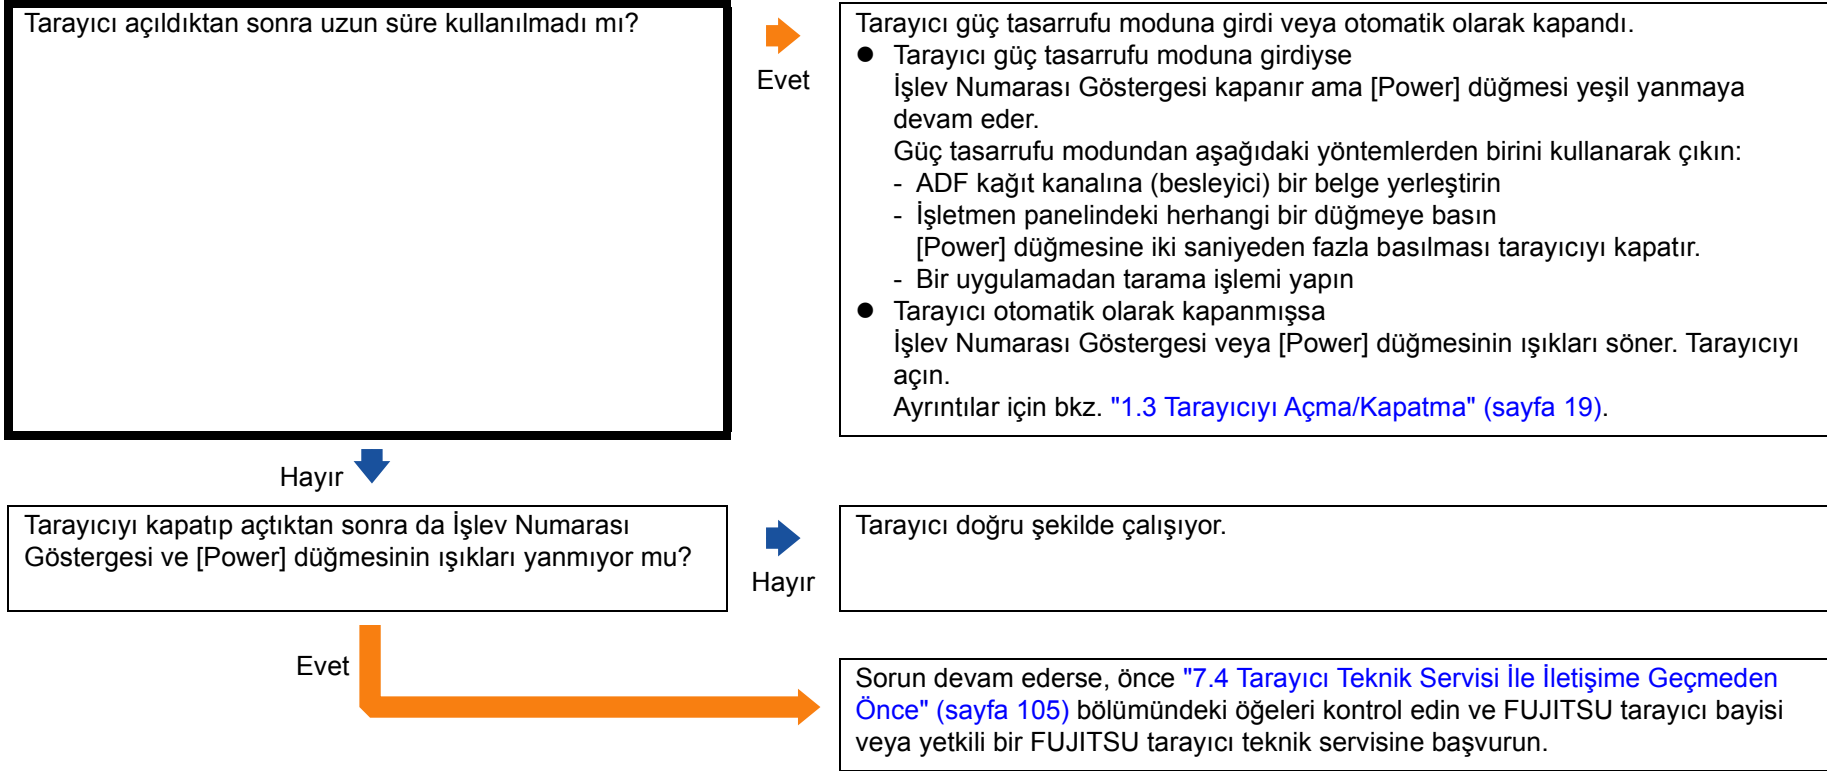 Tarayıcı açıldıktan sonra uzun süre kullanılmadı mı?
Evet
Tarayıcı güç tasarrufu moduna girdi veya otomatik olarak kapandı.
● Tarayıcı güç tasarrufu moduna girdiyse
İşlev Numarası Göstergesi kapanır ama [Power] düğmesi yeşil yanmaya
devam eder.
Güç tasarrufu modundan aşağıdaki yöntemlerden birini kullanarak çıkın:
- ADF kağıt kanalına (besleyici) bir belge yerleştirin
- İşletmen panelindeki herhangi bir düğmeye basın
[Power] düğmesine iki saniyeden fazla basılması tarayıcıyı kapatır.
- Bir uygulamadan tarama işlemi yapın
● Tarayıcı otomatik olarak kapanmışsa
İşlev Numarası Göstergesi veya [Power] düğmesinin ışıkları söner. Tarayıcıyı
açın.
Ayrıntılar için bkz. "1.3 Tarayıcıyı Açma/Kapatma" (sayfa 19).
Hayır
Tarayıcıyı kapatıp açtıktan sonra da İşlev Numarası
Göstergesi ve [Power] düğmesinin ışıkları yanmıyor mu?
Hayır
Tarayıcı doğru şekilde çalışıyor.
Evet
Sorun devam ederse, önce "7.4 Tarayıcı Teknik Servisi İle İletişime Geçmeden
Önce" (sayfa 105) bölümündeki öğeleri kontrol edin ve FUJITSU tarayıcı bayisi
veya yetkili bir FUJITSU tarayıcı teknik servisine başvurun.